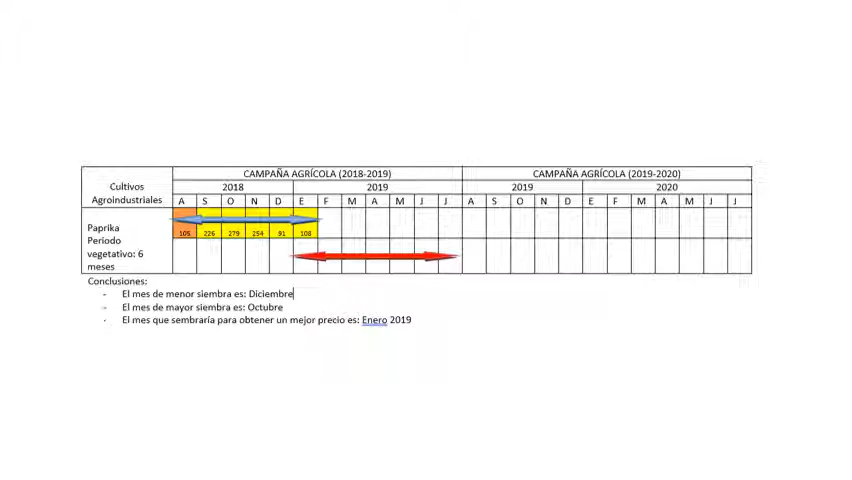 CAMPAÑA AGRÍCOLA (2018-2019) CAMPAÑA AGRÍCOLA (2019-2020)
Cultivos Agroindustriales 2018 2019 2019 2020
A S O N D E F M A M J J A S O N D E F M A M J J
Paprika
105 226 279 254 91 108
Periodo
vegetativo: 6
meses
Conclusiones:
- El mes de menor siembra es: Diciembre
- El mes de mayor siembra es: Octubre
- El mes que sembraría para obtener un mejor precio es: Enero 2019